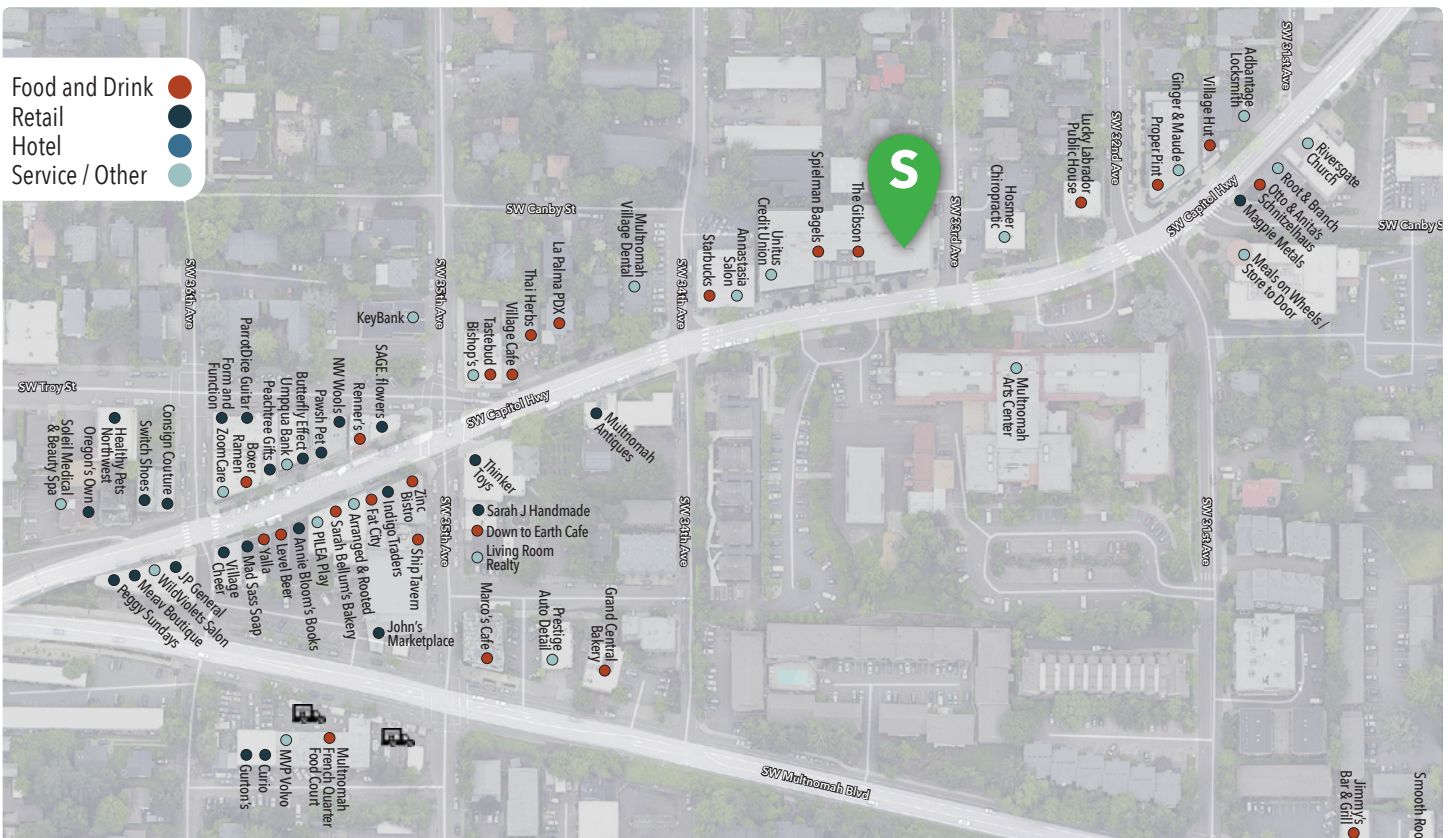 Food and Drink
Retail
Hotel
Service / Other
S
SW 31st Ave
Adbantage
Locksmith
Village Hut
Ginger & Maude
Proper Pint
SW 32nd Ave
Lucky Labrador
Public House
Riversgate
Church
Root & Branch
Otto & Anita's
Schnitzelhaus
Magpie Metals
SW Capitol Hwy
SW Canby S
Meals on Wheels /
Store to Door
Hosmer
Chiropractic
SW 33rd Ave
The Gibson
Spielman Bagels
Unitus
Credit Union
Annastasia
Salon
Starbucks
SW 34th Ave
Multnomah
Village Dental
SW Canby St
La Palma PDX
Thai Herbs
Village Cafe
Tastebud
Bishop's
SW 35th Ave
KeyBank
SW 36th Ave
SAGE flowers
Renner's
NW Wools
Pawsh Pet
Butterfly Effect
Umpqua Bank
Peachtree Gifts
ParrotDice Guitar
Boxer
Ramen
Form and
Function
ZoomCare
SW Troy St
Consign Couture
Switch Shoes
Healthy Pets
Northwest
Oregon's Own
Soleil Medical
& Beauty Spa
SW Capitol Hwy
Multnomah
Antiques
Multnomah
Arts Center
Thinker
Toys
Sarah J Handmade
Down to Earth Cafe
Living Room
Realty
Zinc
Bistro
Ship Tavern
Indigo Traders
Fat City
Arranged & Rooted
Sarah Bellum's Bakery
PILEA Play
Annie Bloom's Books
Level Beer
Yalla
Mad Sass Soap
Village
Cheer
JP General
WildViolets Salon
Merav Boutique
Peggy Sundays
SW 35th Ave
SW 34th Ave
SW 31st Ave
John's
Marketplace
Marco's Cafe
Prestige
Auto Detail
Grand Central
Bakery
Multnomah
French Quarter
Food Court
MVP Volvo
Curio
Gunton's
SW Multnomah Blvd
Jimmy's
Bar & Grill
Smooth Roo